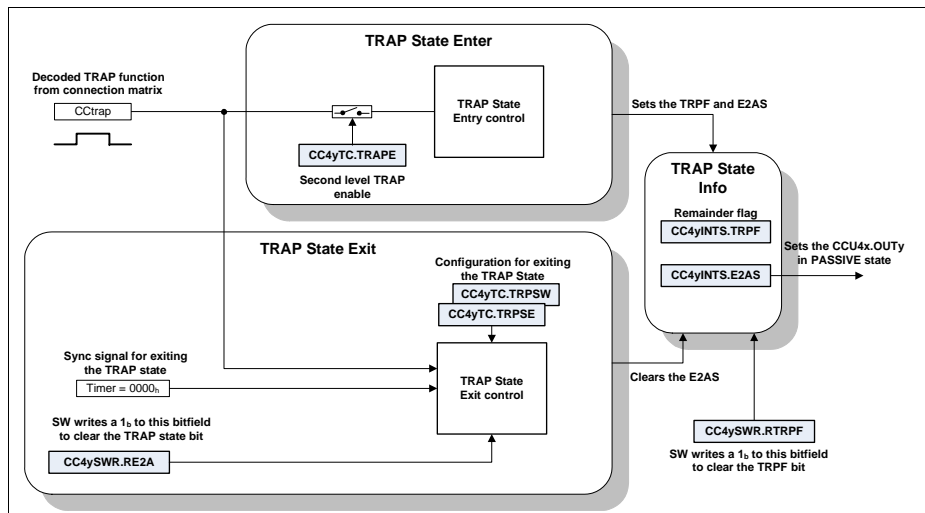 TRAP State Enter
Decoded TRAP function
from connection matrix
CCtrap
TRAP State
Entry control
CC4yTC.TRAPE
Second level TRAP
enable
Sets the TRPF and E2AS
TRAP State
Info
Remainder flag
CC4yINTS.TRPF
CC4yINTS.E2AS
Sets the CCU4x.OUTy
in PASSIVE state
TRAP State Exit
Configuration for exiting
the TRAP State
CC4yTC.TRPSW
CC4yTC.TRPSE
Sync signal for exiting
the TRAP state
Timer = 0000h
TRAP State
Exit control
Clears the E2AS
SW writes a 1b to this bitfield
to clear the TRAP state bit
CC4ySWR.RE2A
CC4ySWR.RTRPF
SW writes a 1b to this bitfield
to clear the TRPF bit